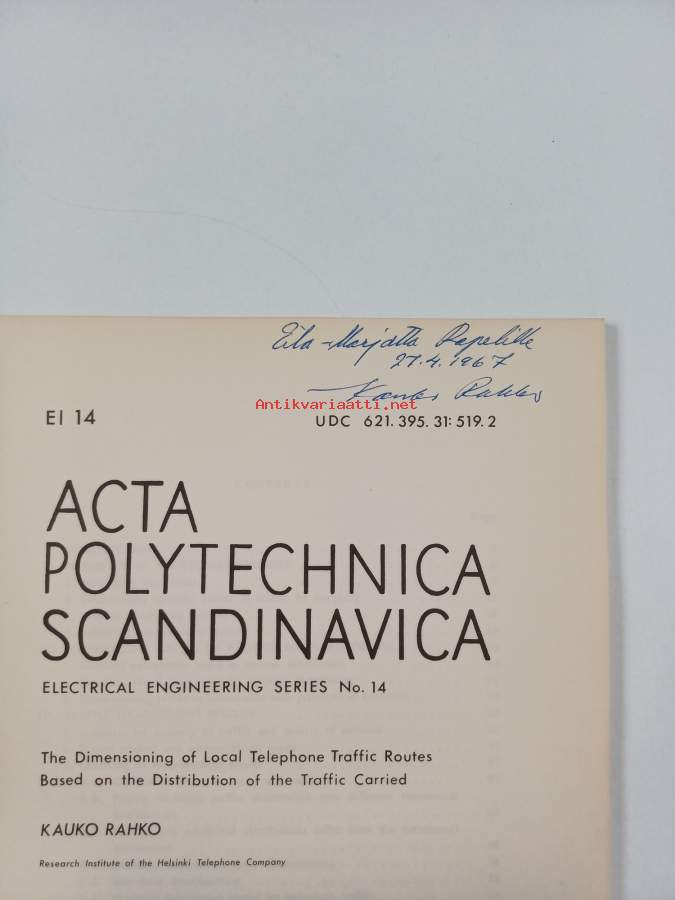 Eila-Marjatta
27.4.1967
Kauko Rahko
Antikvariaatti.net
EI 14
UDC 621.395.31:519.2
ACTA
POLYTECHNICA
SCANDINAVICA
ELECTRICAL ENGINEERING SERIES No. 14
The Dimensioning of Local Telephone Traffic Routes
Based on the Distribution of the Traffic Carried
KAUKO RAHKO
Research Institute of the Helsinki Telephone Company